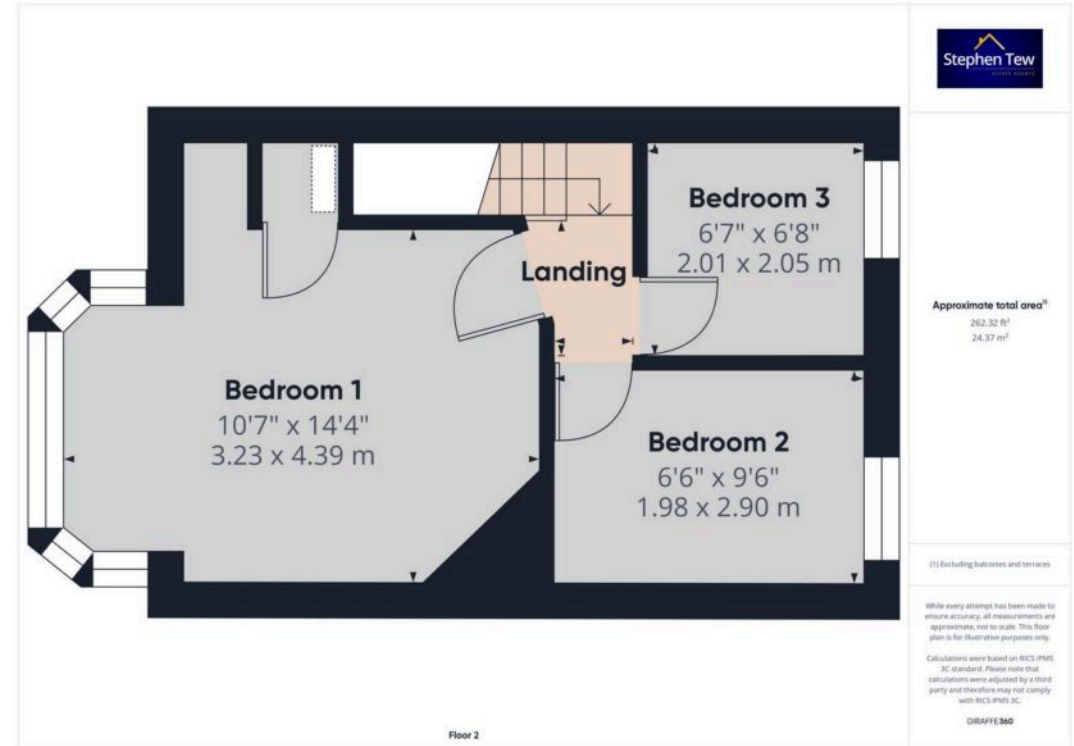 Stephen Tew
ESTATE AGENTS
Bedroom 3
6'7" x 6'8"
2.01 x 2.05 m
Landing
Bedroom 1
10'7" x 14'4"
3.23 x 4.39 m
Bedroom 2
6'6" x 9'6"
1.98 x 2.90 m
Floor 2
Approximate total area⁽¹⁾
262.32 ft²
24.37 m²
(1) Excluding balconies and terraces
While every attempt has been made to
ensure accuracy, all measurements are
approximate, not to scale. This floor
plan is for illustrative purposes only.
Calculations were based on RICS IPMS
3C standard. Please note that
calculations were adjusted by a third
party and therefore may not comply
with RICS IPMS 3C.
GIRAFFE360